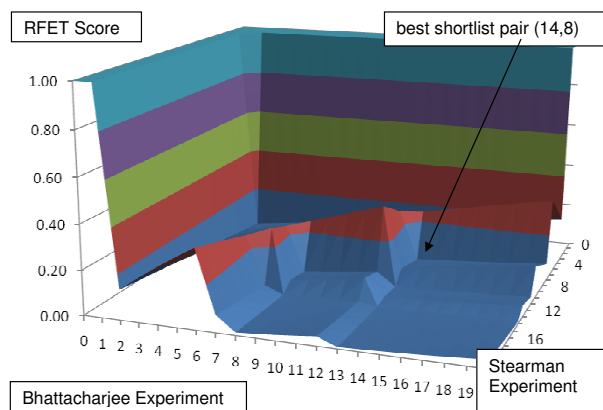 RFET Score
best shortlist pair (14,8)
1.00
0.80
0.60
0.40
0.20
0.00
0 1 2 3 4 5 6 7 8 9 10 11 12 13 14 15 16 17 18 19
0
4
8
12
16
Stearman
Experiment
Bhattacharjee Experiment